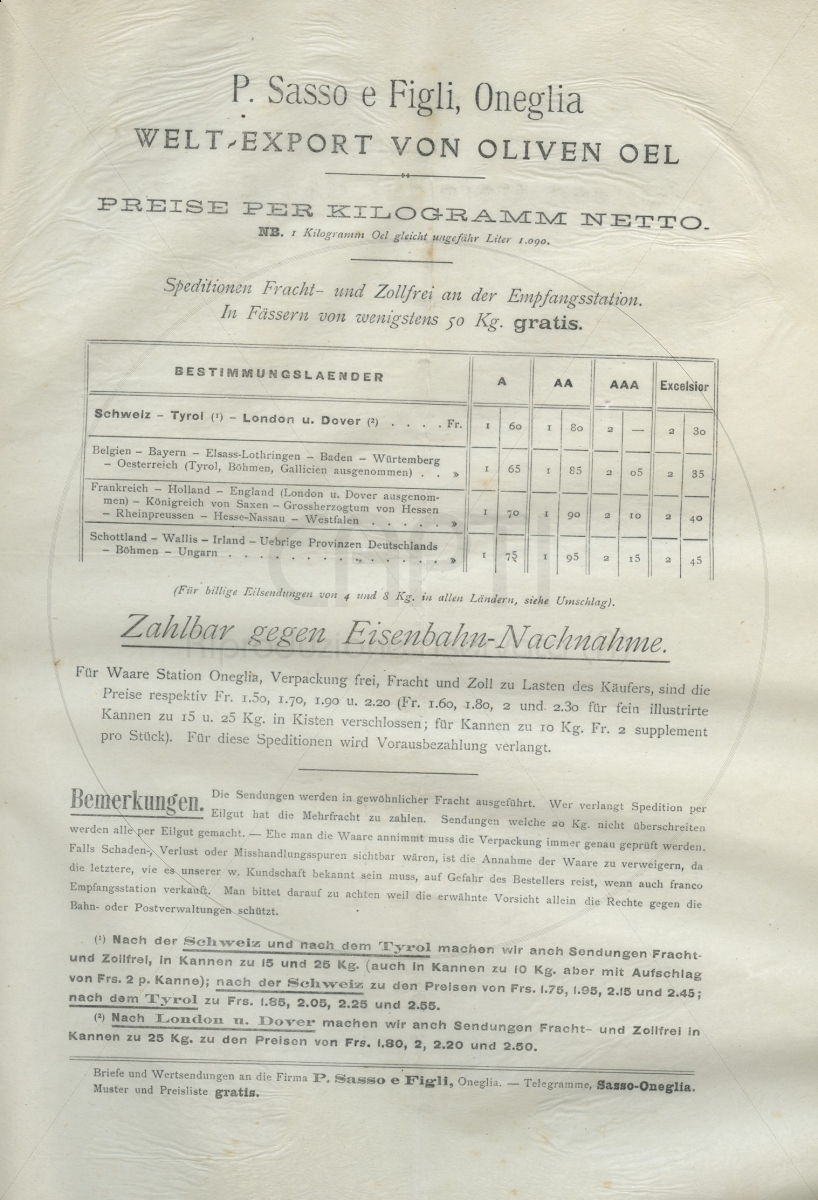 P. Sasso e Figli, Oneglia
WELT-EXPORT VON OLIVEN OEL
PREISE PER KILOGRAMM NETTO.
NB. 1 Kilogramm Oel gleicht ungefähr Liter 1.090.
Speditionen Fracht- und Zollfrei an der Empfangsstation.
In Fässern von wenigstens 50 Kg. gratis.
BESTIMMUNGSLAENDER A AA AAA Excelsior
Schweiz – Tyrol (1) – London u. Dover (2) . . . . Fr. 1 60 1 80 2 — 2 30
Belgien – Bayern – Elsass-Lothringen – Baden – Würtemberg
– Oesterreich (Tyrol, Böhmen, Gallicien ausgenommen) . . » 1 65 1 85 2 05 2 35
Frankreich – Holland – England (London u. Dover ausgenom-
men) – Königreich von Saxen – Grossherzogtum von Hessen
– Rheinpreussen – Hesse-Nassau – Westfalen . . . . . » 1 70 1 90 2 10 2 40
Schottland – Wallis – Irland – Uebrige Provinzen Deutschlands
– Böhmen – Ungarn . . . . . . . . . . . . . . » 1 75 1 95 2 15 2 45
(Für billige Eilsendungen von 4 und 8 Kg. in allen Ländern, siehe Umschlag).
Zahlbar gegen Eisenbahn-Nachnahme.
Für Waare Station Oneglia, Verpackung frei, Fracht und Zoll zu Lasten des Käufers, sind die
Preise respektiv Fr. 1.50, 1.70, 1.90 u. 2.20 (Fr. 1.60, 1.80, 2 und 2.30 für fein illustrirte
Kannen zu 15 u. 25 Kg. in Kisten verschlossen; für Kannen zu 10 Kg. Fr. 2 supplement
pro Stück). Für diese Speditionen wird Vorausbezahlung verlangt.
Bemerkungen. Die Sendungen werden in gewöhnlicher Fracht ausgeführt. Wer verlangt Spedition per
Eilgut hat die Mehrfracht zu zahlen. Sendungen welche 20 Kg. nicht überschreiten
werden alle per Eilgut gemacht. — Ehe man die Waare annimmt muss die Verpackung immer genau geprüft werden.
Falls Schaden-, Verlust oder Misshandlungsspuren sichtbar wären, ist die Annahme der Waare zu verweigern, da
die letztere, vie es unserer w. Kundschaft bekannt sein muss, auf Gefahr des Bestellers reist, wenn auch franco
Empfangsstation verkauft. Man bittet darauf zu achten weil die erwähnte Vorsicht allein die Rechte gegen die
Bahn- oder Postverwaltungen schützt.
(1) Nach der Schweiz und nach dem Tyrol machen wir anch Sendungen Fracht-
und Zollfrei, in Kannen zu 15 und 25 Kg. (auch in Kannen zu 10 Kg. aber mit Aufschlag
von Frs. 2 p. Kanne); nach der Schweiz zu den Preisen von Frs. 1.75, 1.95, 2.15 und 2.45;
nach dem Tyrol zu Frs. 1.85, 2.05, 2.25 und 2.55.
(2) Nach London u. Dover machen wir anch Sendungen Fracht- und Zollfrei in
Kannen zu 25 Kg. zu den Preisen von Frs. 1.80, 2, 2.20 und 2.50.
Briefe und Wertsendungen an die Firma P. Sasso e Figli, Oneglia. — Telegramme, Sasso-Oneglia.
Muster und Preisliste gratis.